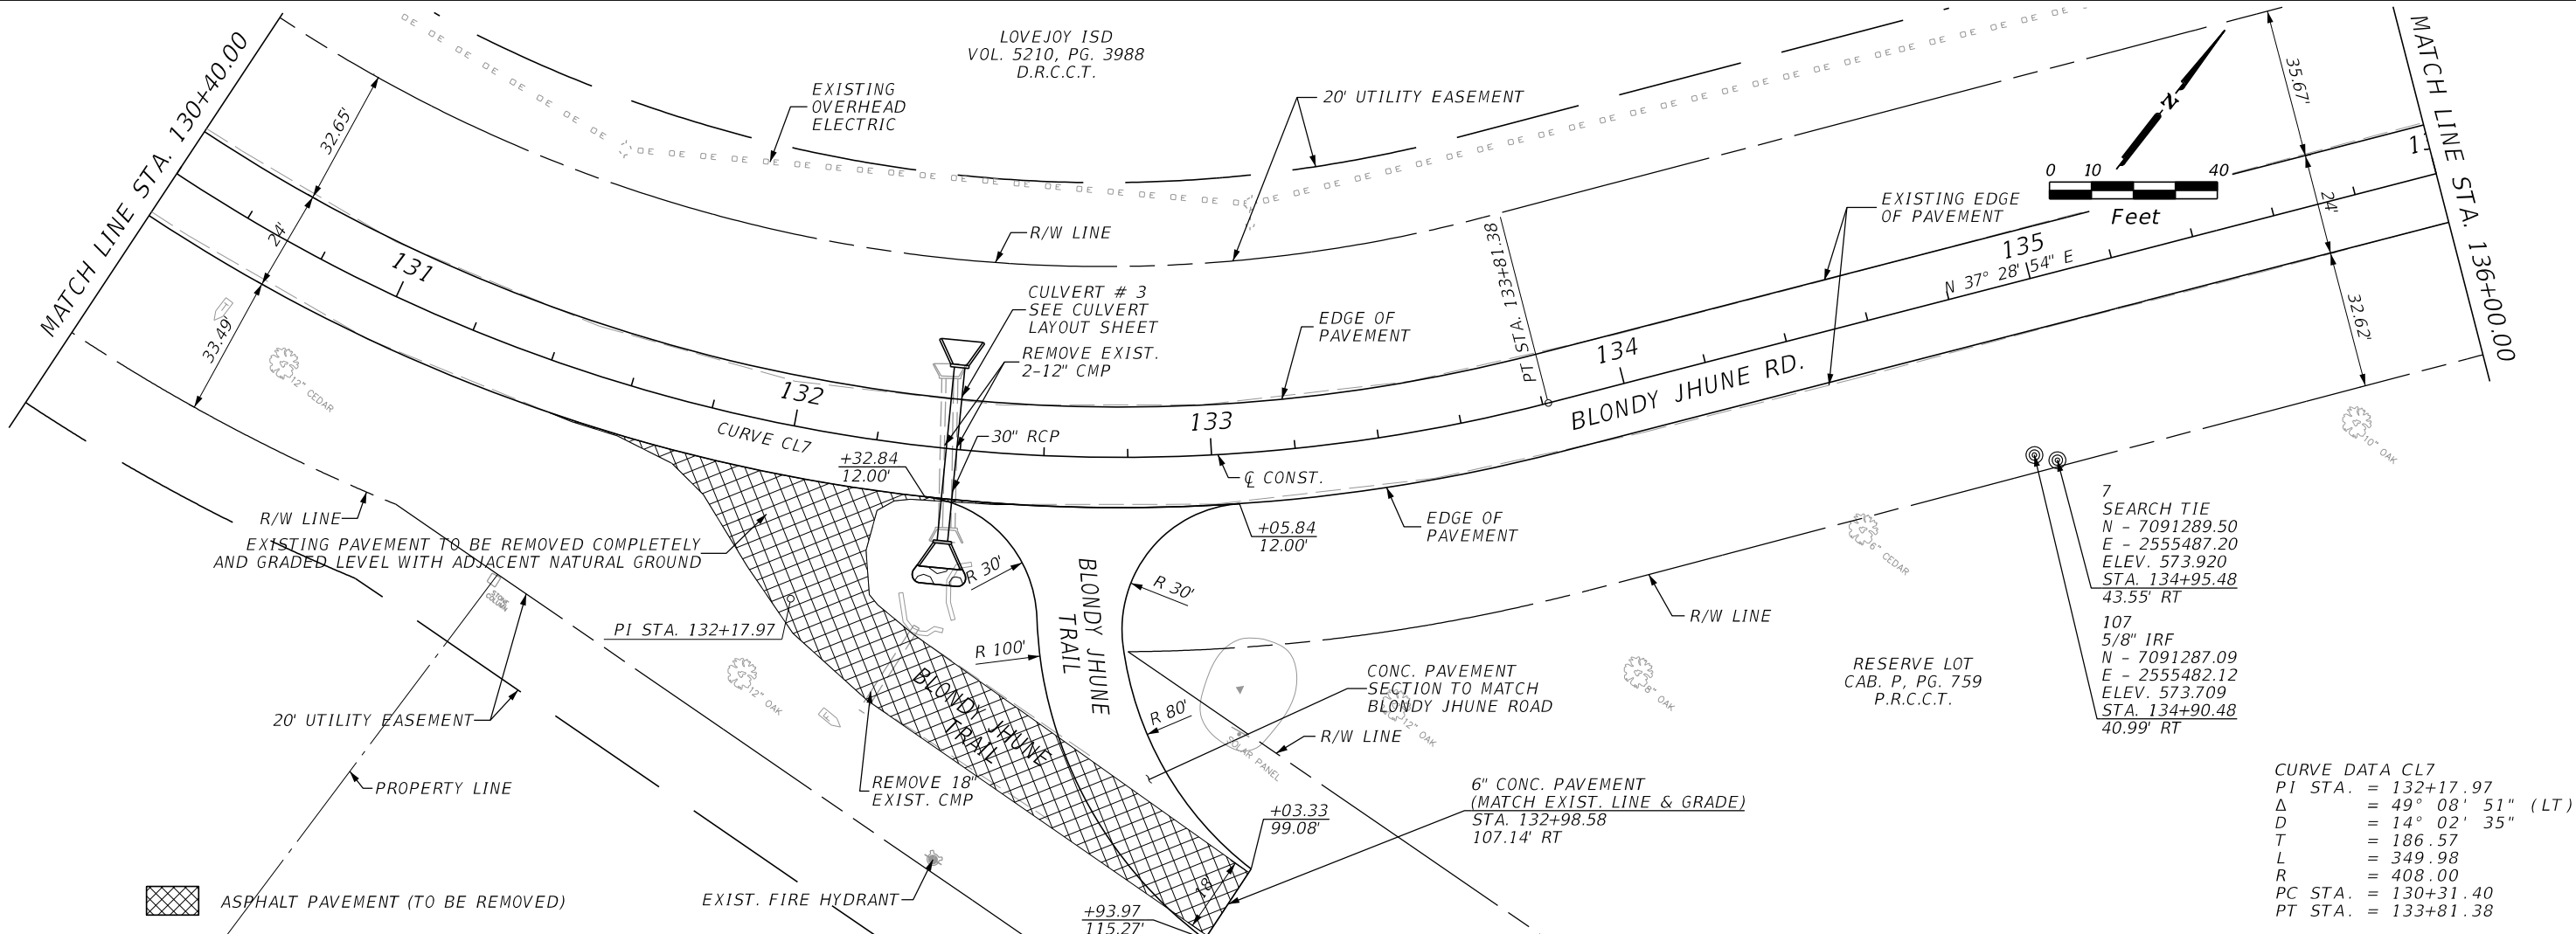 MATCH LINE STA. 130+40.00
32.65'
24'
33.49'
LOVEJOY ISD
VOL. 5210, PG. 3988
D.R.C.C.T.
EXISTING
OVERHEAD
ELECTRIC
20' UTILITY EASEMENT
R/W LINE
MATCH LINE STA. 136+00.00
35.67'
24'
32.62'
N
0 10 40
Feet
EXISTING EDGE
OF PAVEMENT
131
132
133
134
135
N 37° 28' 54" E
PT STA. 133+81.38
BLONDY JHUNE RD.
CURVE CL7
CULVERT # 3
SEE CULVERT
LAYOUT SHEET
REMOVE EXIST.
2-12" CMP
EDGE OF
PAVEMENT
30" RCP
+32.84
12.00'
℄ CONST.
+05.84
12.00'
EDGE OF
PAVEMENT
12" CEDAR
R/W LINE
EXISTING PAVEMENT TO BE REMOVED COMPLETELY
AND GRADED LEVEL WITH ADJACENT NATURAL GROUND
STONE
COLUMN
PI STA. 132+17.97
R 30'
R 30'
R 100'
R 80'
BLONDY JHUNE
TRAIL
BLONDY JHUNE
TRAIL
12" OAK
20' UTILITY EASEMENT
PROPERTY LINE
REMOVE 18"
EXIST. CMP
EXIST. FIRE HYDRANT
ASPHALT PAVEMENT (TO BE REMOVED)
18'
+93.97
115.27'
+03.33
99.08'
CONC. PAVEMENT
SECTION TO MATCH
BLONDY JHUNE ROAD
R/W LINE
SOLAR PANEL
12" OAK
8" OAK
6" CEDAR
10" OAK
R/W LINE
6" CONC. PAVEMENT
(MATCH EXIST. LINE & GRADE)
STA. 132+98.58
107.14' RT
RESERVE LOT
CAB. P, PG. 759
P.R.C.C.T.
7
SEARCH TIE
N - 7091289.50
E - 2555487.20
ELEV. 573.920
STA. 134+95.48
43.55' RT
107
5/8" IRF
N - 7091287.09
E - 2555482.12
ELEV. 573.709
STA. 134+90.48
40.99' RT
CURVE DATA CL7
PI STA. = 132+17.97
Δ = 49° 08' 51" (LT)
D = 14° 02' 35"
T = 186.57
L = 349.98
R = 408.00
PC STA. = 130+31.40
PT STA. = 133+81.38